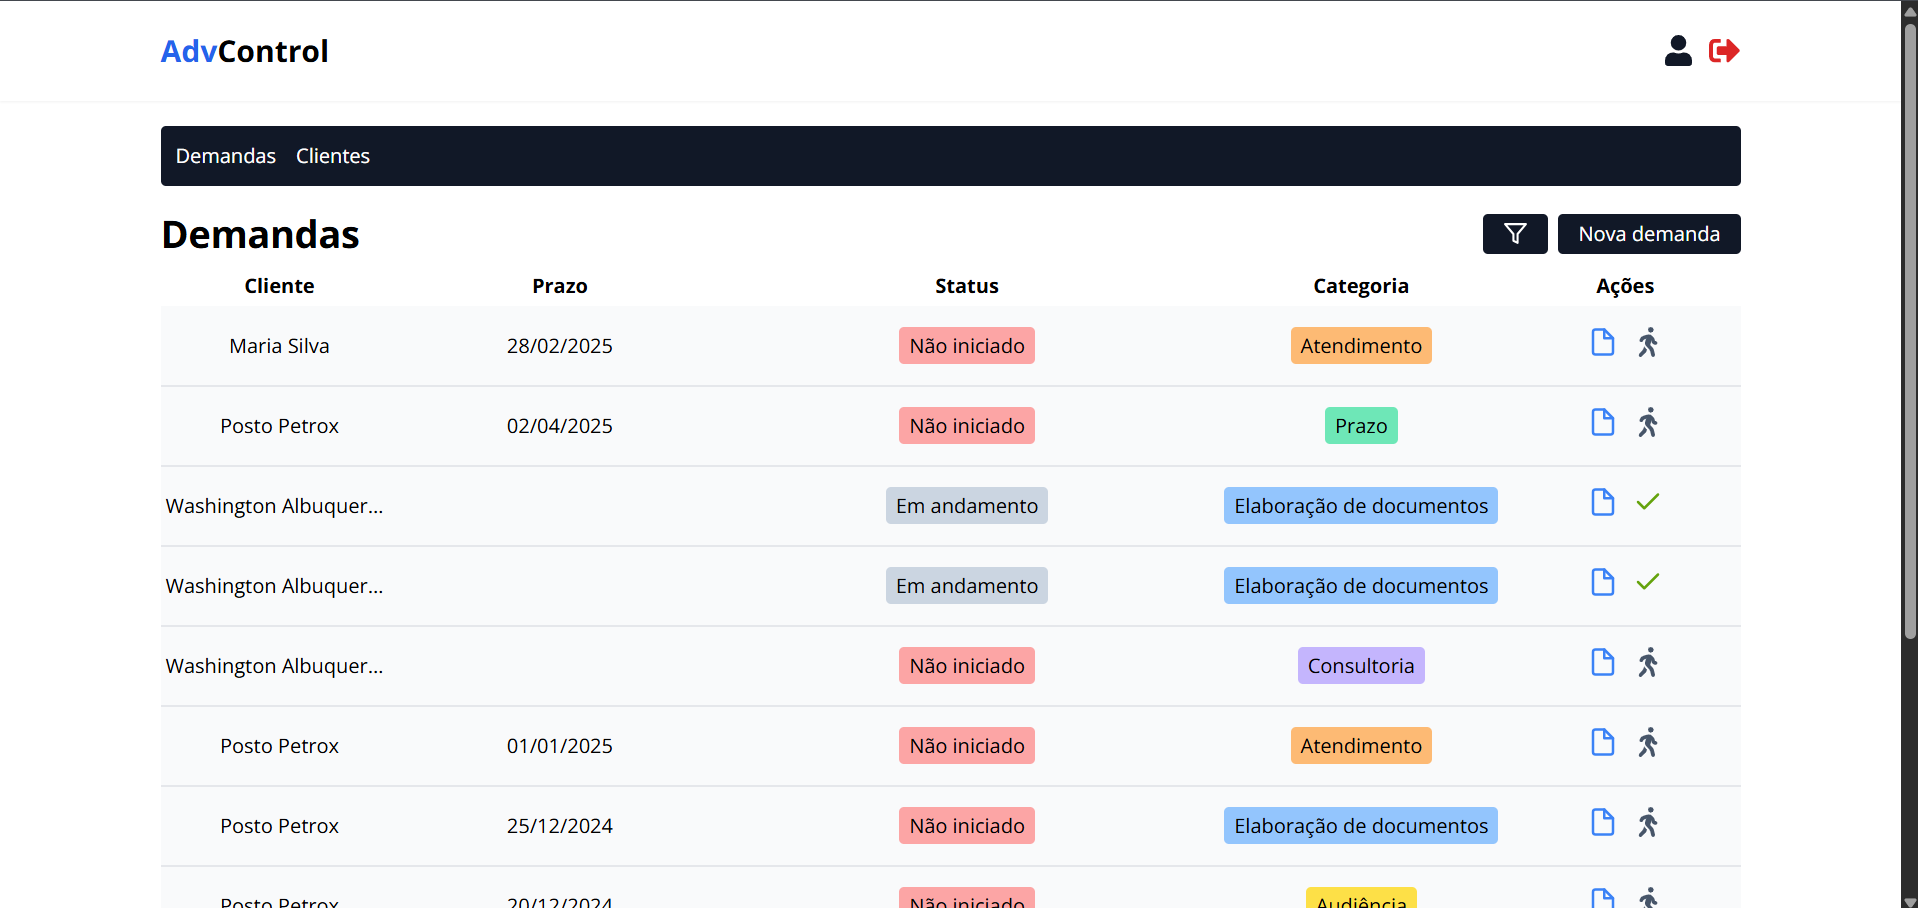 AdvControl
Demandas Clientes
Demandas Nova demanda
Cliente Prazo Status Categoria Ações
Maria Silva 28/02/2025 Não iniciado Atendimento
Posto Petrox 02/04/2025 Não iniciado Prazo
Washington Albuquer... Em andamento Elaboração de documentos
Washington Albuquer... Em andamento Elaboração de documentos
Washington Albuquer... Não iniciado Consultoria
Posto Petrox 01/01/2025 Não iniciado Atendimento
Posto Petrox 25/12/2024 Não iniciado Elaboração de documentos
Posto Petrox 20/12/2024 Não iniciado Audiência